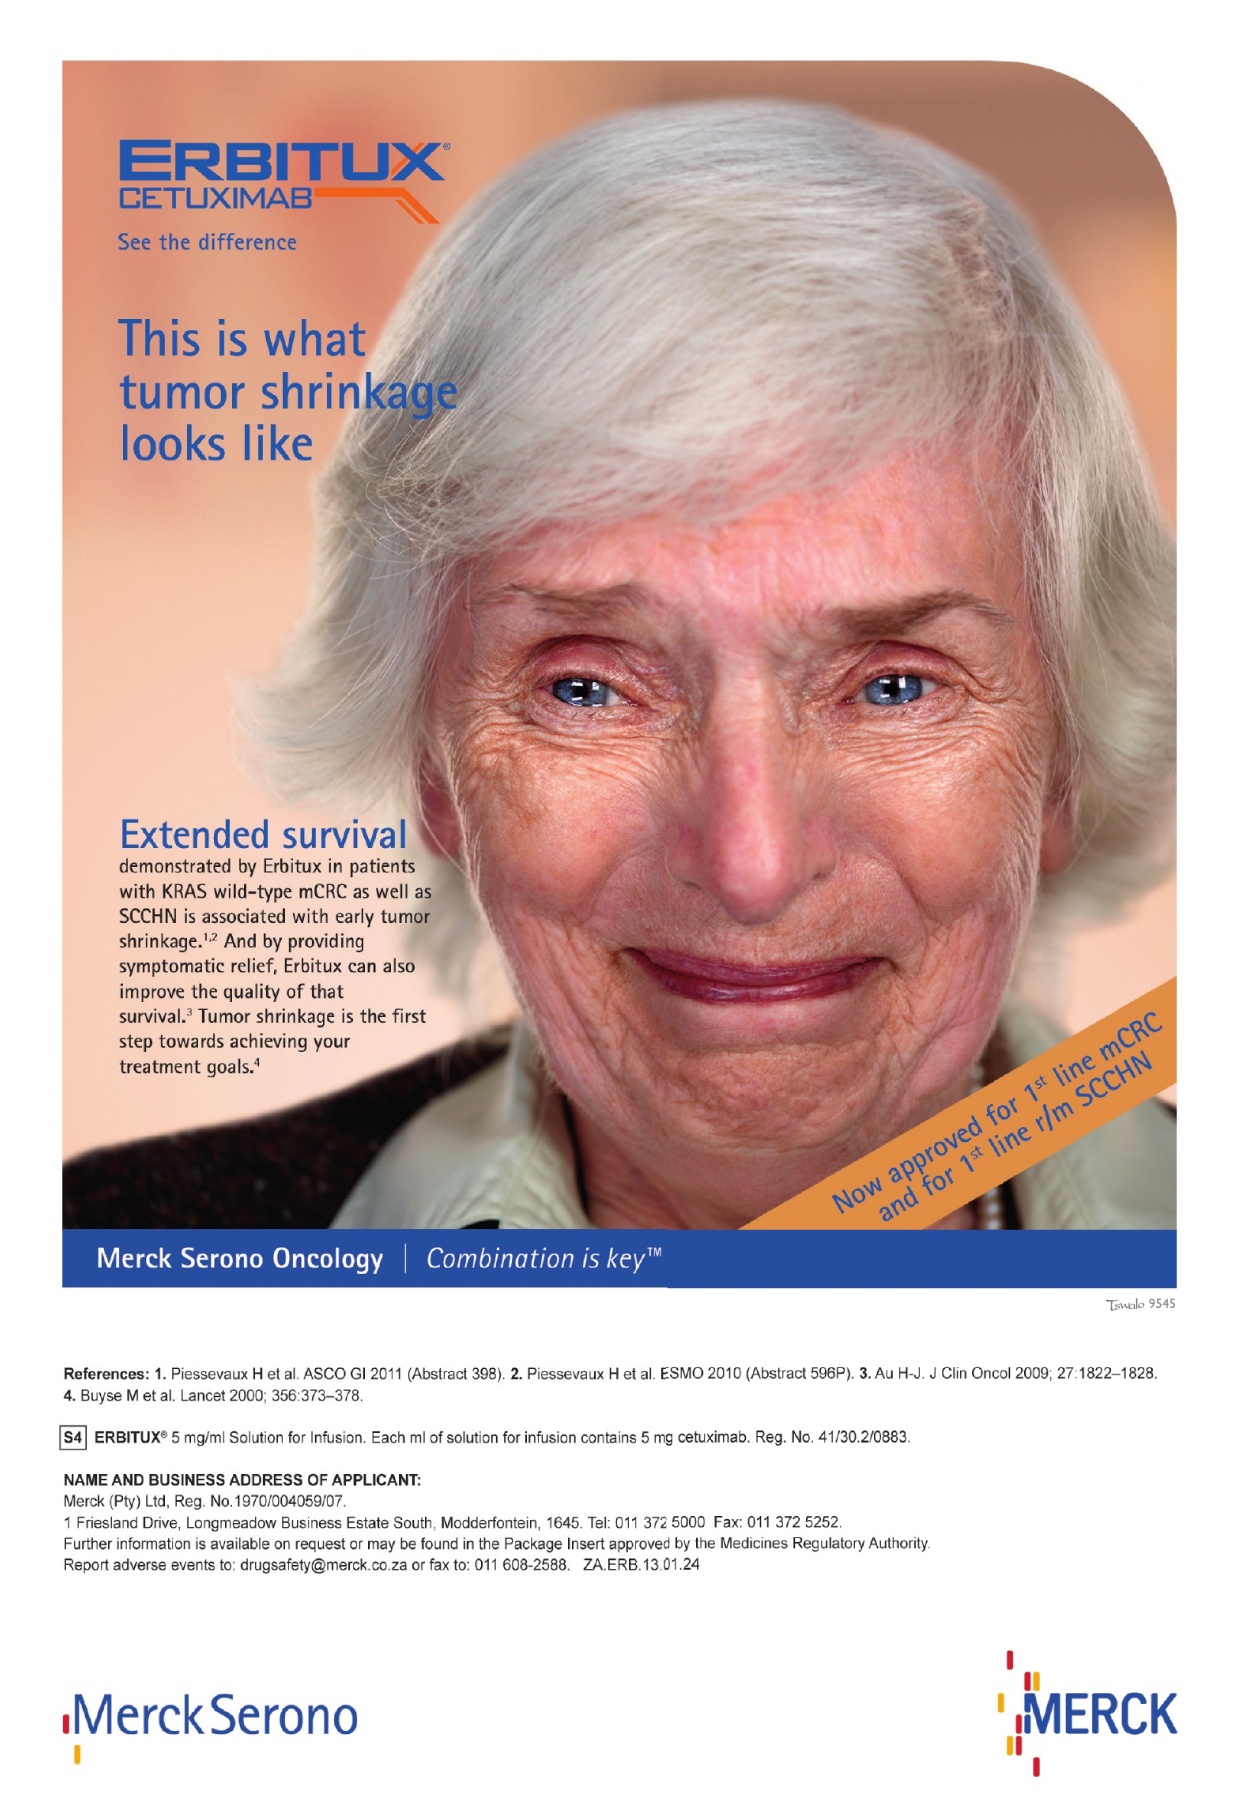 ERBITUX®
CETUXIMAB
See the difference
This is what
tumor shrinkage
looks like
Extended survival
demonstrated by Erbitux in patients
with KRAS wild-type mCRC as well as
SCCHN is associated with early tumor
shrinkage.1,2 And by providing
symptomatic relief, Erbitux can also
improve the quality of that
survival.3 Tumor shrinkage is the first
step towards achieving your
treatment goals.4
Now approved for 1st line mCRC
and for 1st line r/m SCCHN
Merck Serono Oncology | Combination is key™
Tswalo 9545
References: 1. Piessevaux H et al. ASCO GI 2011 (Abstract 398). 2. Piessevaux H et al. ESMO 2010 (Abstract 596P). 3. Au H-J. J Clin Oncol 2009; 27:1822–1828.
4. Buyse M et al. Lancet 2000; 356:373–378.
S4 ERBITUX® 5 mg/ml Solution for Infusion. Each ml of solution for infusion contains 5 mg cetuximab. Reg. No. 41/30.2/0883.
NAME AND BUSINESS ADDRESS OF APPLICANT:
Merck (Pty) Ltd, Reg. No.1970/004059/07.
1 Friesland Drive, Longmeadow Business Estate South, Modderfontein, 1645. Tel: 011 372 5000 Fax: 011 372 5252.
Further information is available on request or may be found in the Package Insert approved by the Medicines Regulatory Authority.
Report adverse events to: drugsafety@merck.co.za or fax to: 011 608-2588. ZA.ERB.13.01.24
Merck Serono
MERCK